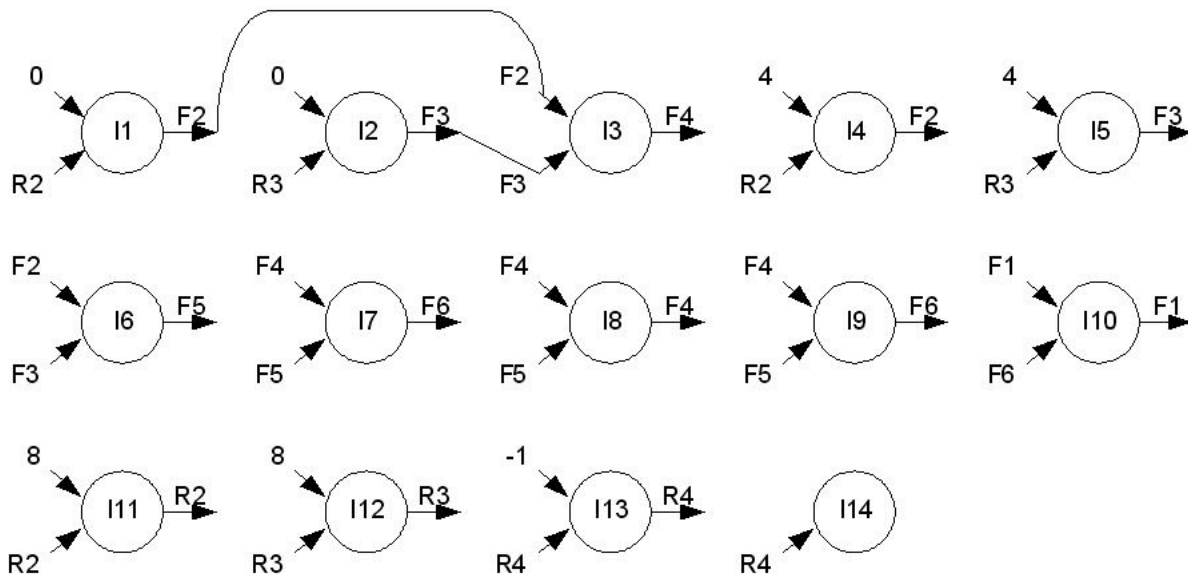 0 0 F2 4 4
F2 F3 F4 F2 F3
I1 I2 I3 I4 I5
R2 R3 F3 R2 R3
F2 F4 F4 F4 F1
F5 F6 F4 F6 F1
I6 I7 I8 I9 I10
F3 F5 F5 F5 F6
8 8 -1
R2 R3 R4
I11 I12 I13 I14
R2 R3 R4 R4